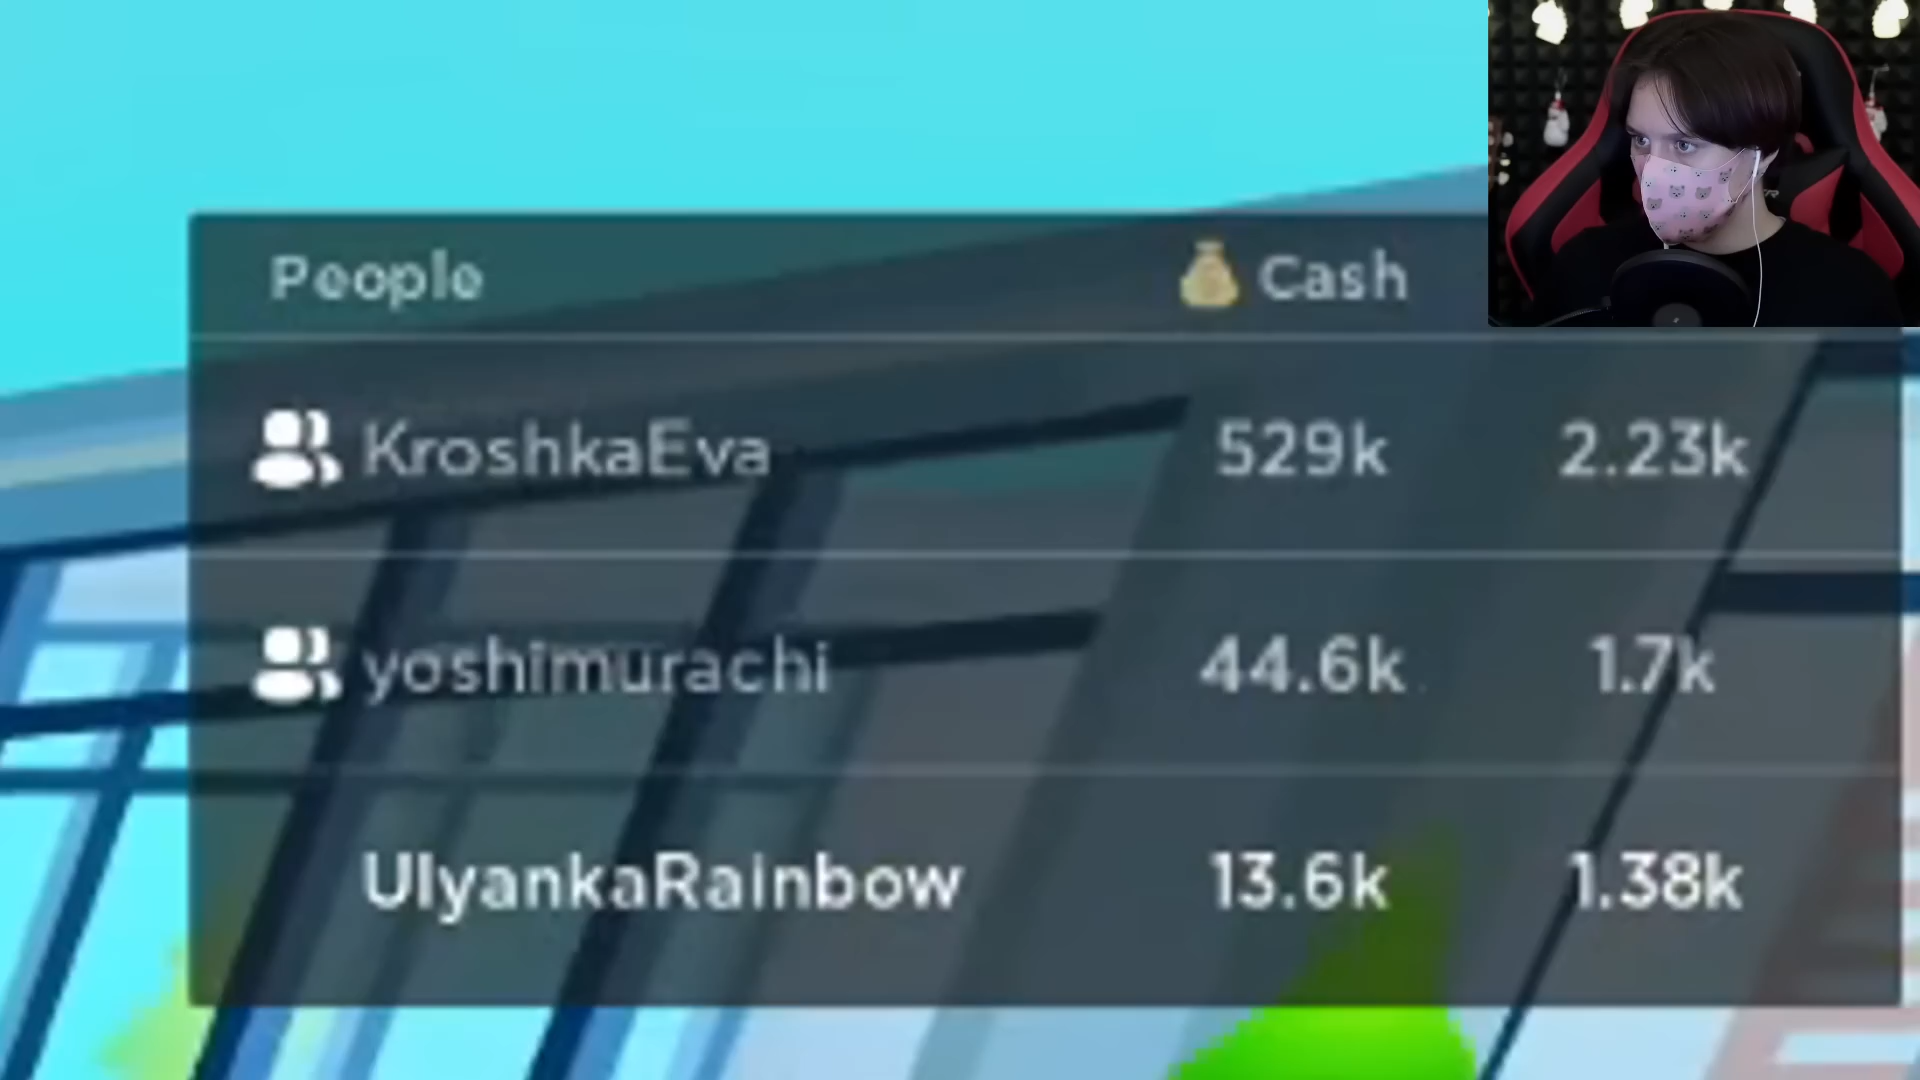 People 💰 Cash
KroshkaEva 529k 2.23k
yoshimurachi 44.6k 1.7k
UlyankaRainbow 13.6k 1.38k